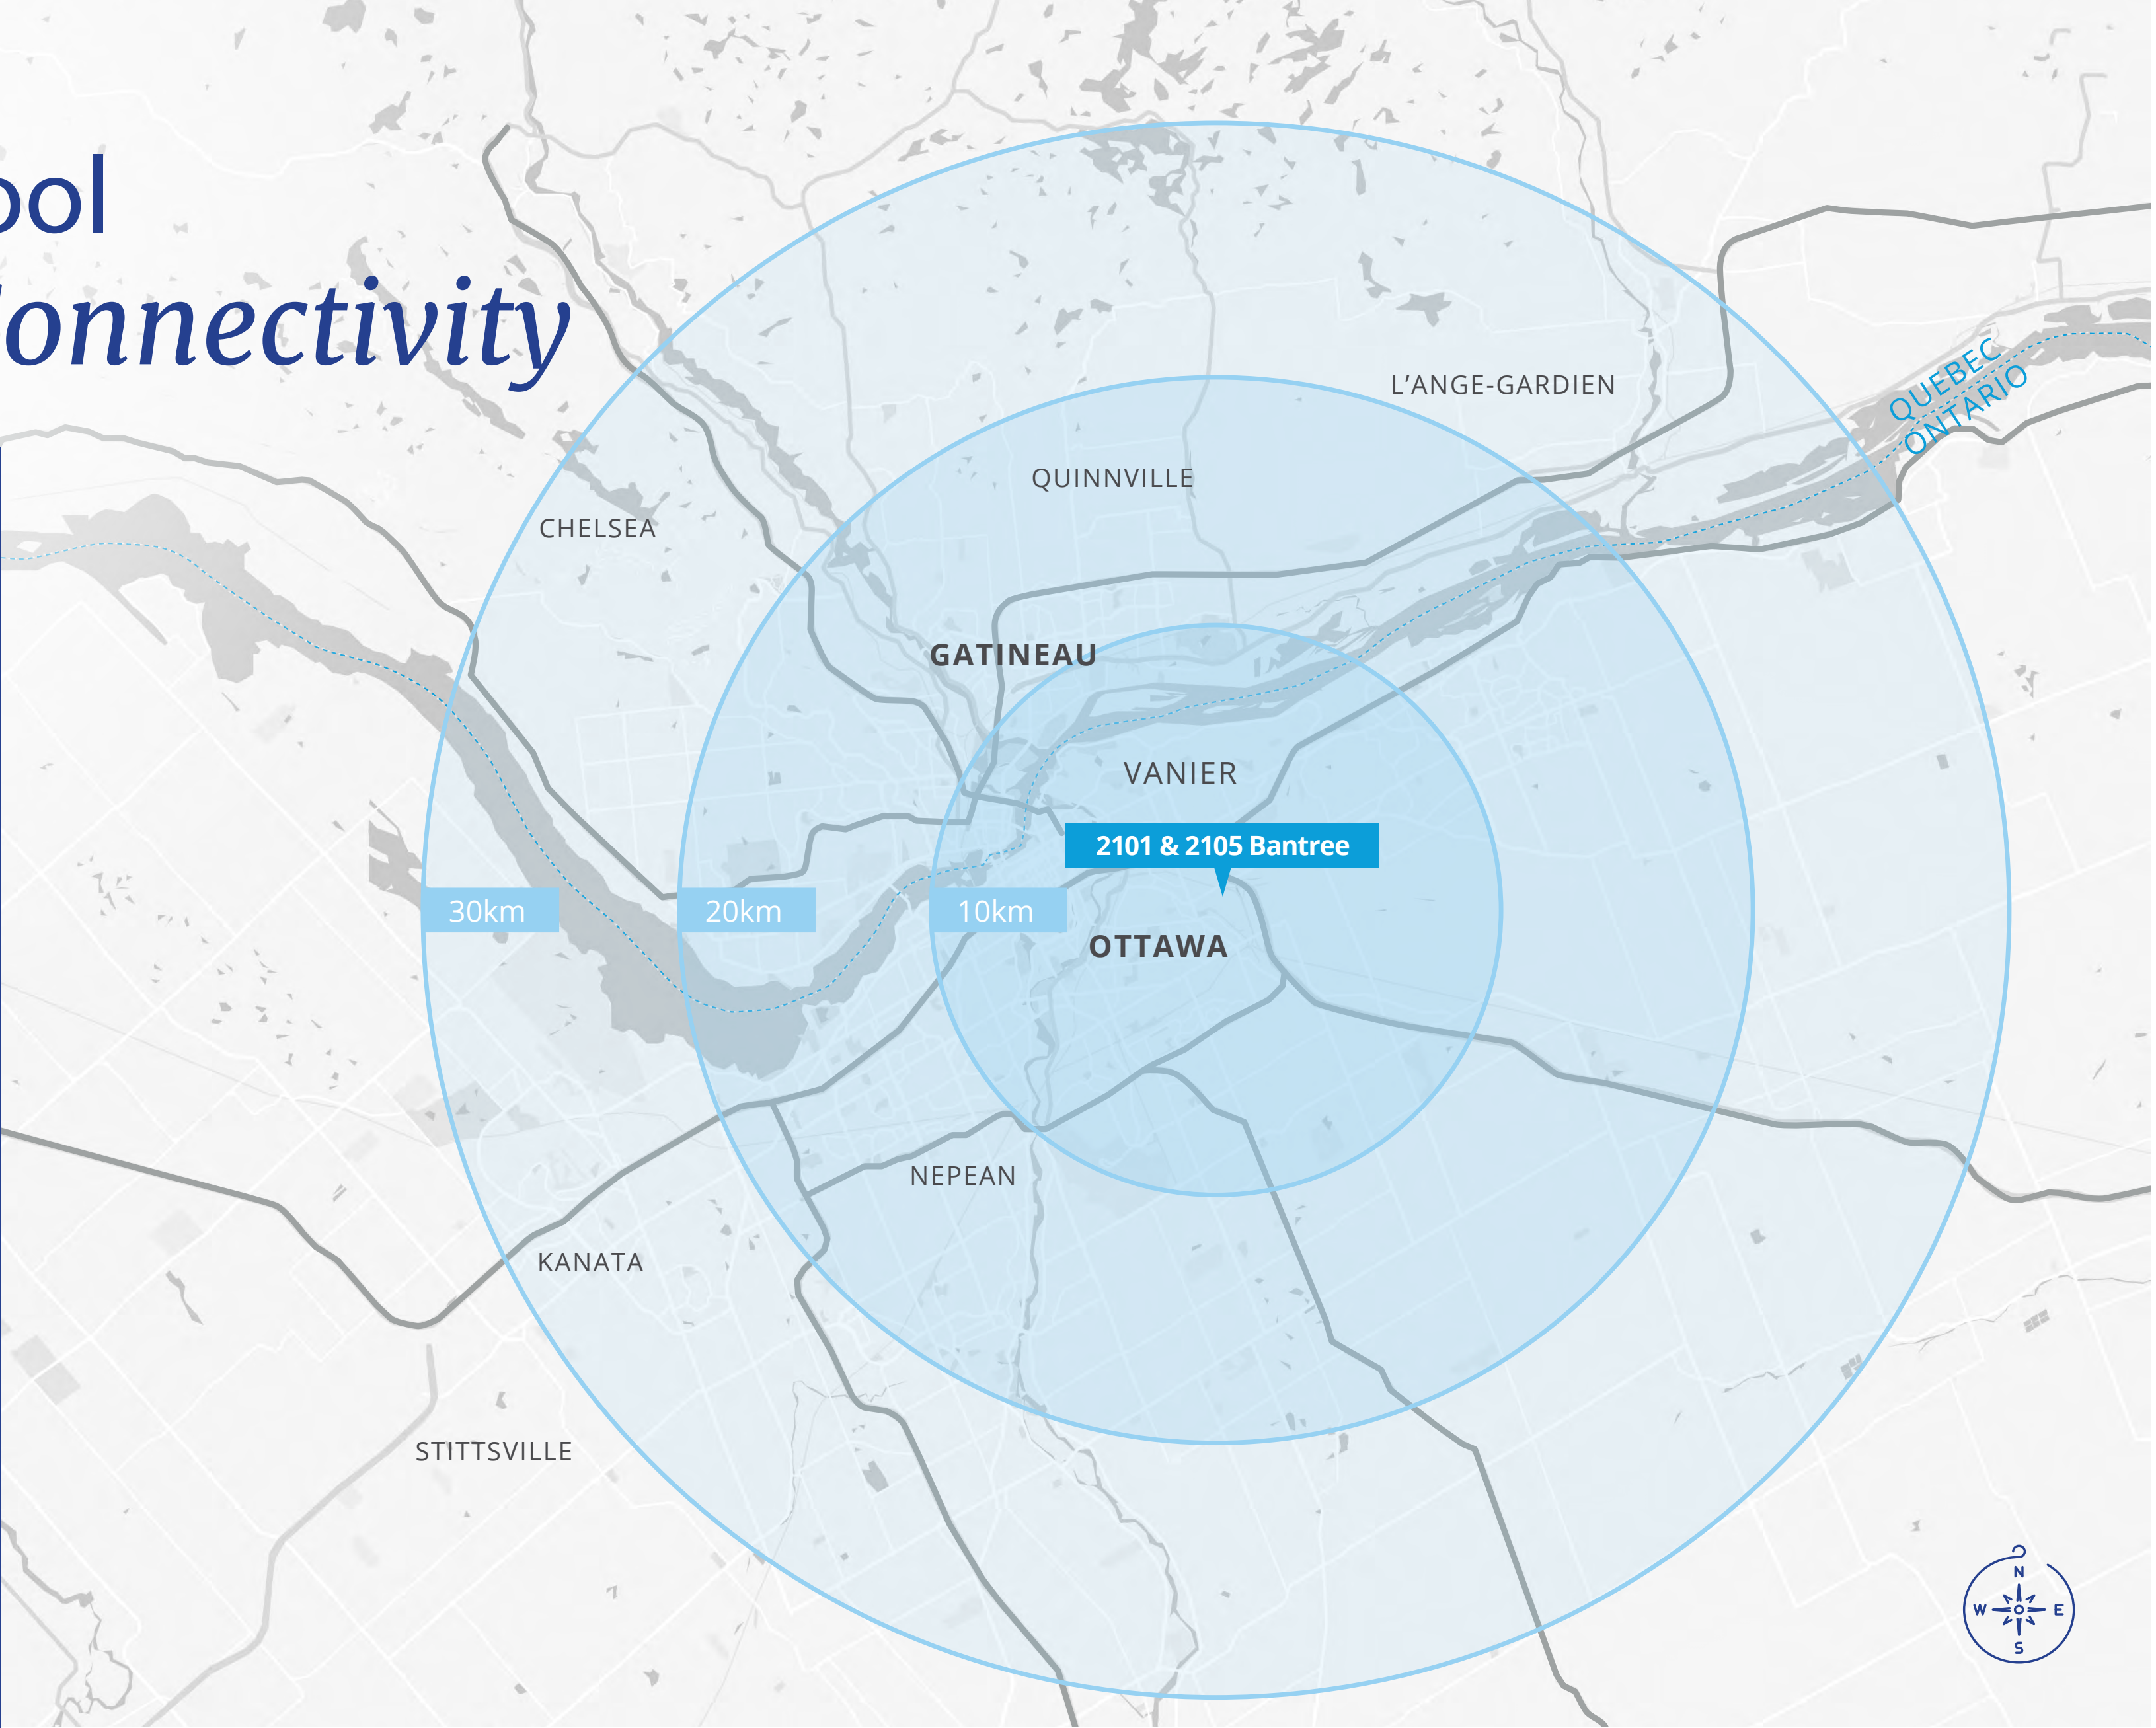 ool
onnectivity
L'ANGE-GARDIEN
QUEBEC
ONTARIO
QUINNVILLE
CHELSEA
GATINEAU
VANIER
2101 & 2105 Bantree
30km
20km
10km
OTTAWA
NEPEAN
KANATA
STITTSVILLE
N
W
E
S